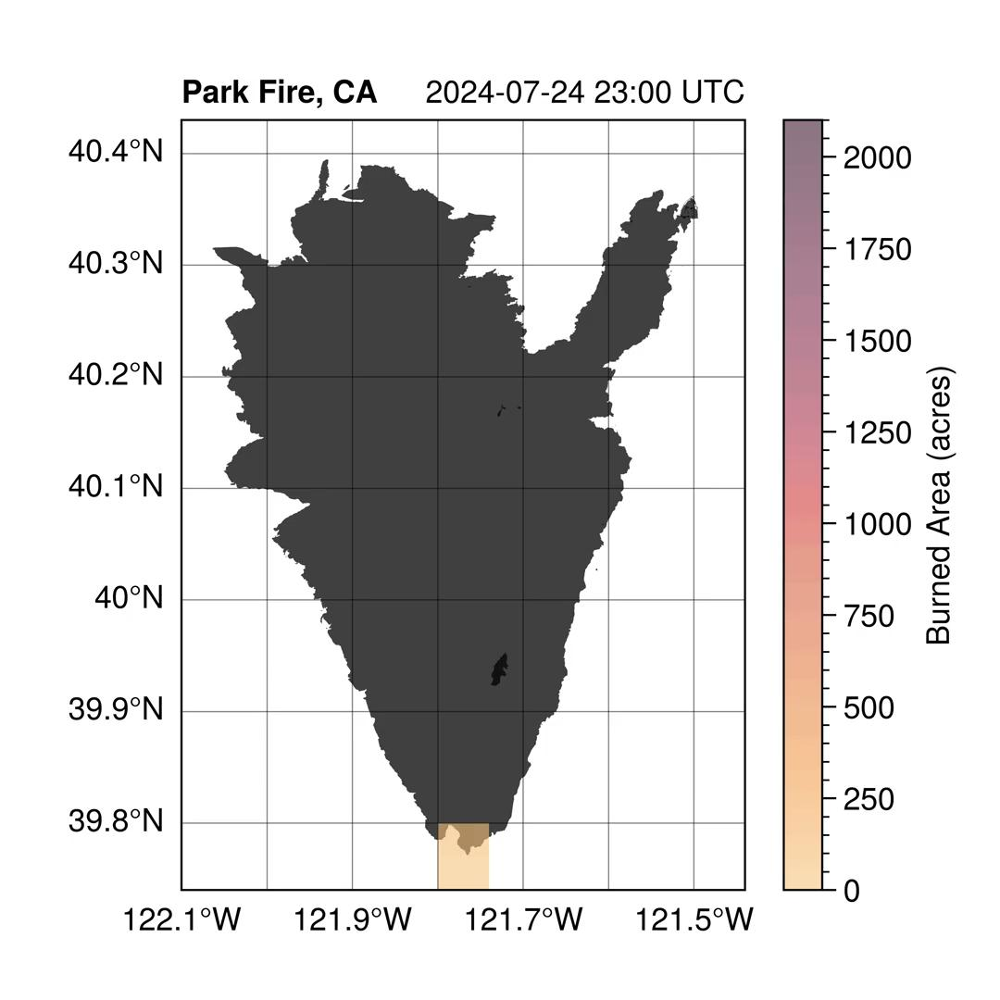 Park Fire, CA 2024-07-24 23:00 UTC
40.4°N
40.3°N
40.2°N
40.1°N
40°N
39.9°N
39.8°N
122.1°W 121.9°W 121.7°W 121.5°W
2000
1750
1500
1250
1000
750
500
250
0
Burned Area (acres)